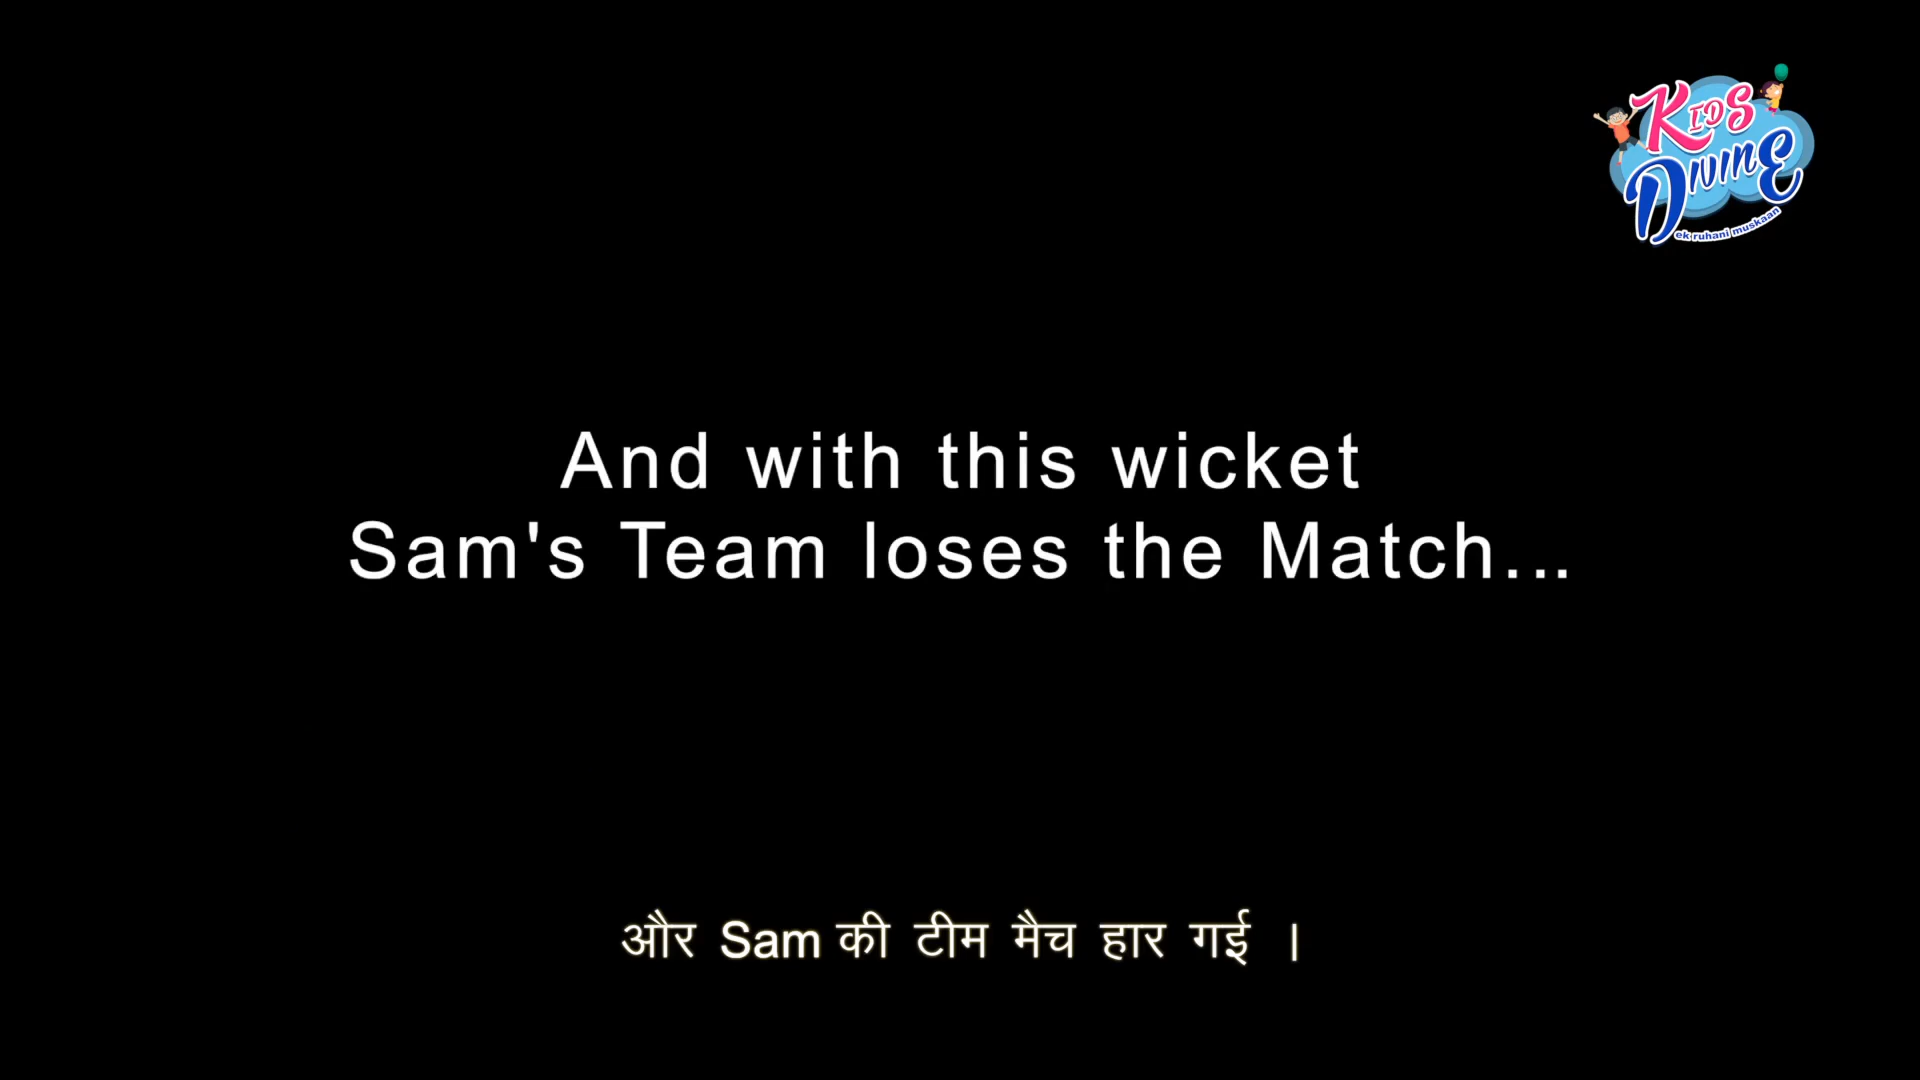 KIDS
DIVINE
ek ruhani muskaan
And with this wicket
Sam's Team loses the Match...
और Sam की टीम मैच हार गई ।